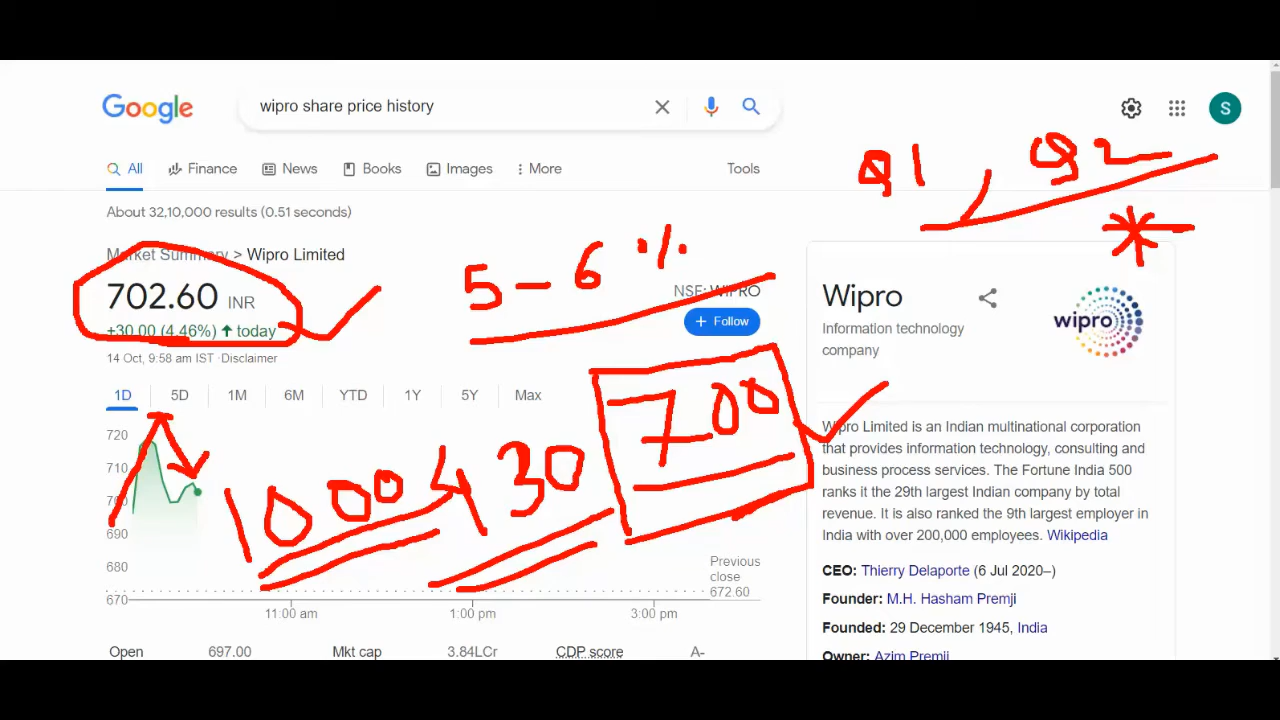 Google
wipro share price history
S
Q1, Q2
All
Finance
News
Books
Images
More
Tools
About 32,10,000 results (0.51 seconds)
Market Summary > Wipro Limited
702.60 INR
+30.00 (4.46%) today
14 Oct, 9:58 am IST · Disclaimer
5-6%
NSE: WIPRO
+ Follow
1D
5D
1M
6M
YTD
1Y
5Y
Max
720
710
700
690
680
670
10000
430
700
Previous
close
672.60
11:00 am
1:00 pm
3:00 pm
Open 697.00
Mkt cap 3.84LCr
CDP score A-
Wipro
Information technology
company
wipro
Wipro Limited is an Indian multinational corporation
that provides information technology, consulting and
business process services. The Fortune India 500
ranks it the 29th largest Indian company by total
revenue. It is also ranked the 9th largest employer in
India with over 200,000 employees. Wikipedia
CEO: Thierry Delaporte (6 Jul 2020–)
Founder: M.H. Hasham Premji
Founded: 29 December 1945, India
Owner: Azim Premji